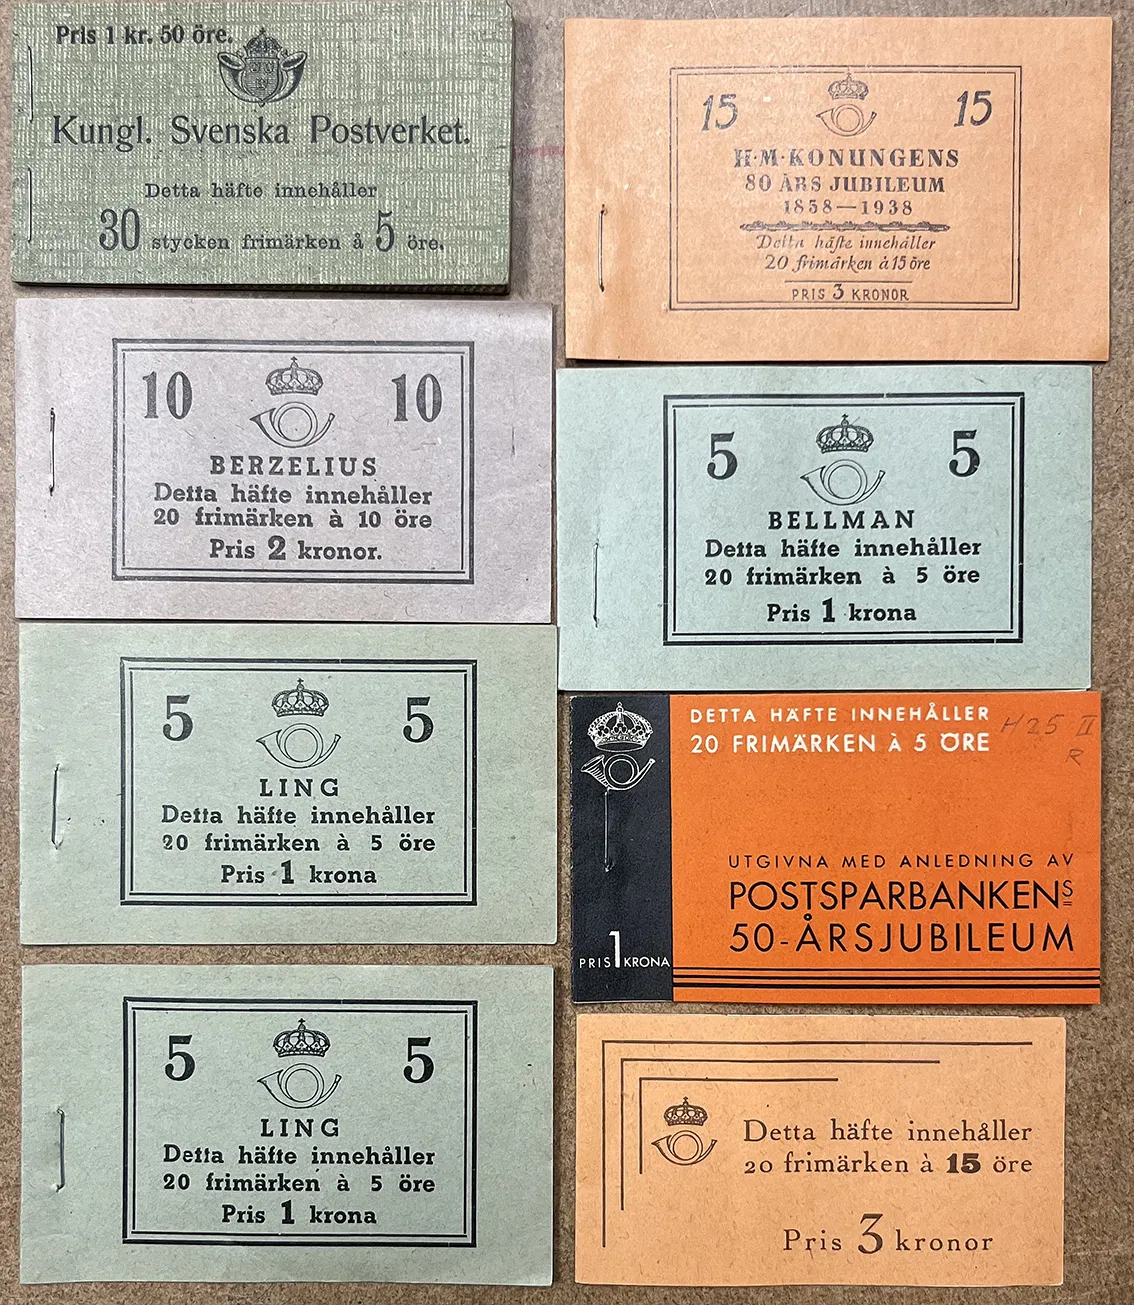 Pris 1 kr. 50 öre.
Kungl. Svenska Postverket.
Detta häfte innehåller
30 stycken frimärken å 5 öre.
15 15
H·M·KONUNGENS
80 ÅRS JUBILEUM
1858—1938
Detta häfte innehåller
20 frimärken à 15 öre
PRIS 3 KRONOR
10 10
BERZELIUS
Detta häfte innehåller
20 frimärken à 10 öre
Pris 2 kronor.
5 5
BELLMAN
Detta häfte innehåller
20 frimärken à 5 öre
Pris 1 krona
5 5
LING
Detta häfte innehåller
20 frimärken à 5 öre
Pris 1 krona
DETTA HÄFTE INNEHÅLLER
20 FRIMÄRKEN À 5 ÖRE
H 25 II
R
UTGIVNA MED ANLEDNING AV
POSTSPARBANKENS
50-ÅRSJUBILEUM
PRIS 1 KRONA
5 5
LING
Detta häfte innehåller
20 frimärken à 5 öre
Pris 1 krona
Detta häfte innehåller
20 frimärken à 15 öre
Pris 3 kronor